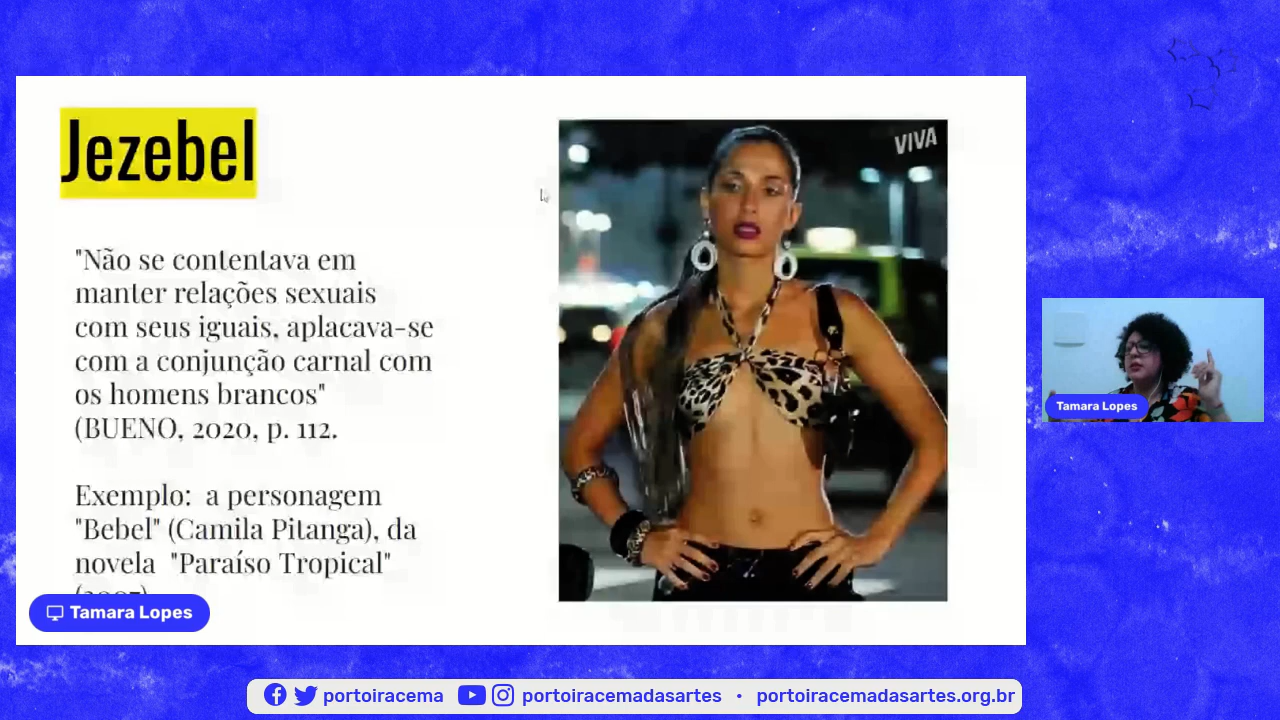 Jezebel
"Não se contentava em
manter relações sexuais
com seus iguais, aplacava-se
com a conjunção carnal com
os homens brancos"
(BUENO, 2020, p. 112.
Exemplo: a personagem
"Bebel" (Camila Pitanga), da
novela "Paraíso Tropical"
VIVA
Tamara Lopes
Tamara Lopes
portoiracema portoiracemadasartes • portoiracemadasartes.org.br